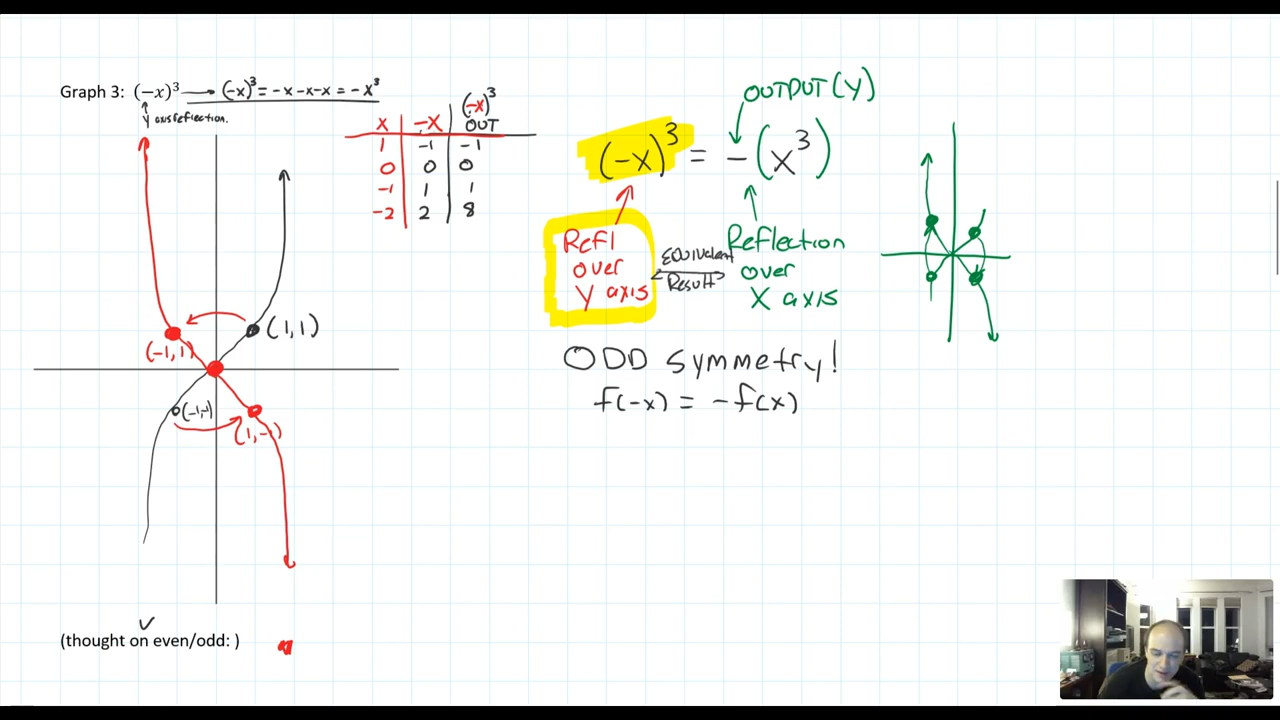 Graph 3: (−x)³ → (-x)³ = -x -x -x = -x³
y axis reflection.
x | -x | (-x)³ OUT
1 | -1 | -1
0 | 0 | 0
-1 | 1 | 1
-2 | 2 | 8
(1,1)
(-1,1)
(-1,-1)
(1,-1)
OUTPUT (Y)
(-x)³ = -(x³)
Refl
over
Y axis
Equivalent
Result
Reflection
over
X axis
ODD symmetry!
f(-x) = -f(x)
(thought on even/odd: )